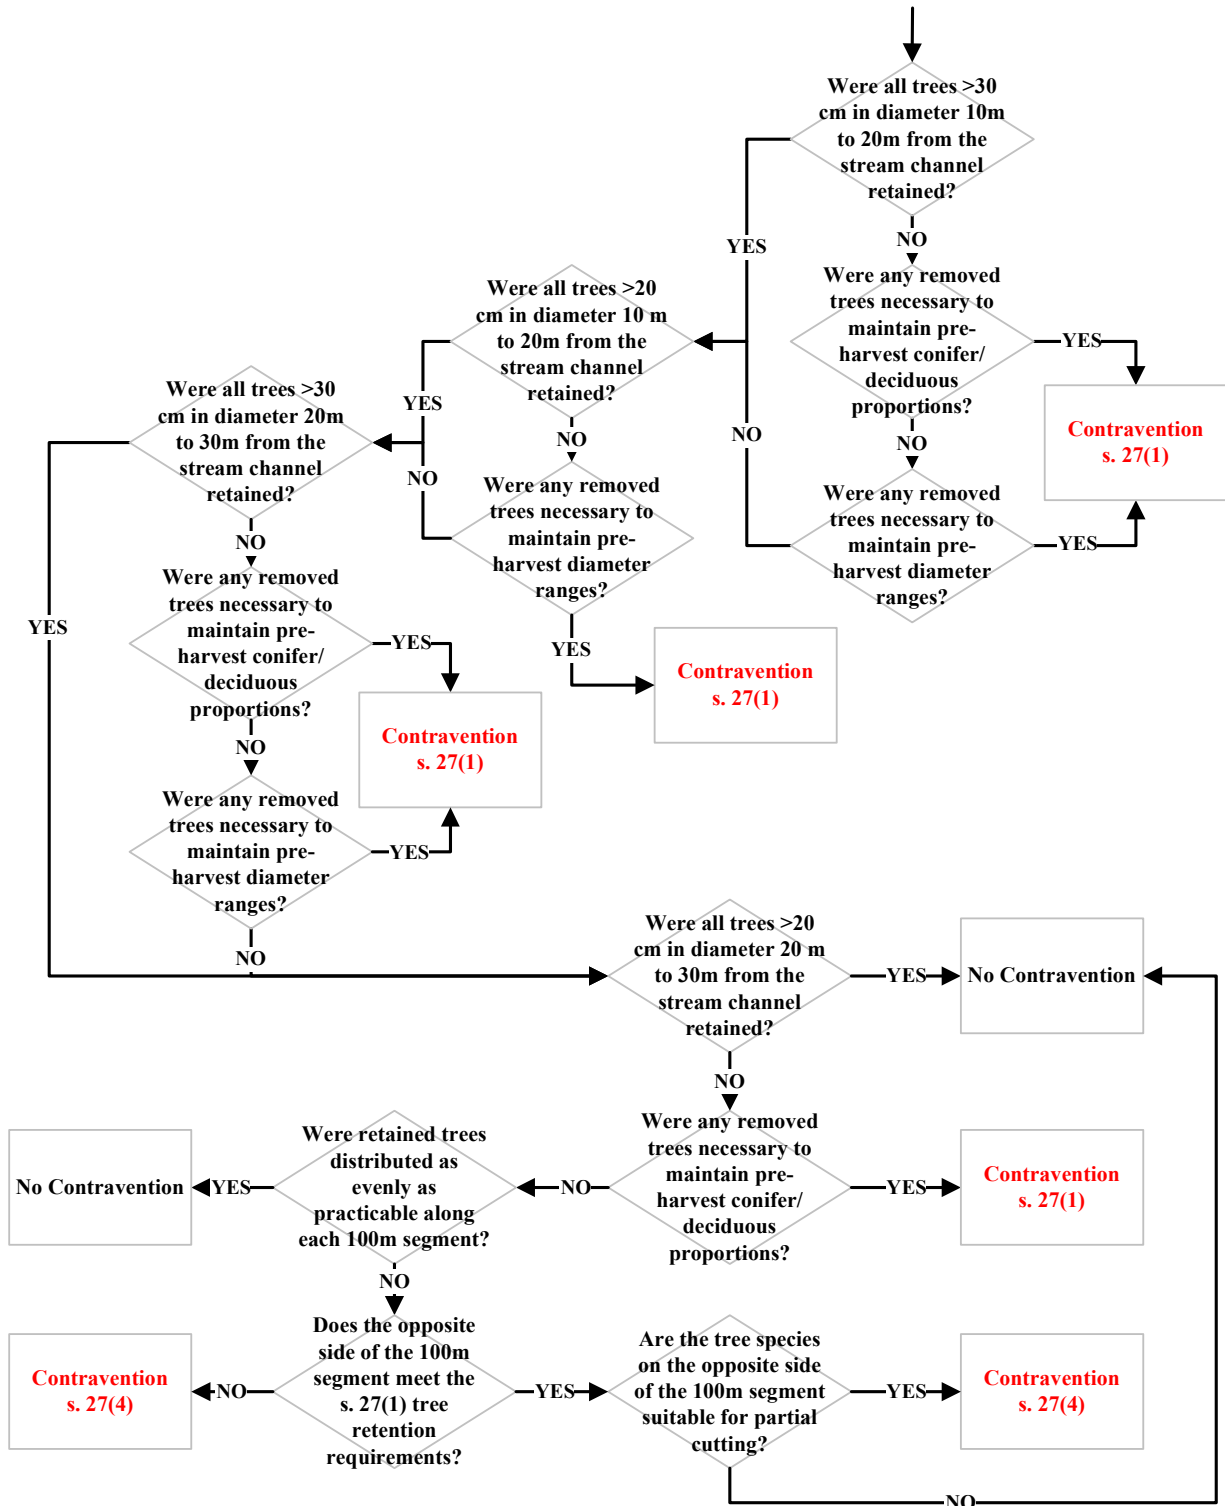 Were all trees >30
cm in diameter 10m
to 20m from the
stream channel
retained?
YES
NO
Were any removed
trees necessary to
maintain pre-
harvest conifer/
deciduous
proportions?
YES
NO
Contravention
s. 27(1)
Were any removed
trees necessary to
maintain pre-
harvest diameter
ranges?
YES
NO
Were all trees >20
cm in diameter 10 m
to 20m from the
stream channel
retained?
YES
NO
Were any removed
trees necessary to
maintain pre-
harvest diameter
ranges?
NO
YES
Contravention
s. 27(1)
Were all trees >30
cm in diameter 20m
to 30m from the
stream channel
retained?
YES
NO
Were any removed
trees necessary to
maintain pre-
harvest conifer/
deciduous
proportions?
YES
NO
Contravention
s. 27(1)
Were any removed
trees necessary to
maintain pre-
harvest diameter
ranges?
YES
NO
Were all trees >20
cm in diameter 20 m
to 30m from the
stream channel
retained?
YES
No Contravention
NO
Were any removed
trees necessary to
maintain pre-
harvest conifer/
deciduous
proportions?
YES
Contravention
s. 27(1)
NO
Were retained trees
distributed as
evenly as
practicable along
each 100m segment?
YES
No Contravention
NO
Does the opposite
side of the 100m
segment meet the
s. 27(1) tree
retention
requirements?
NO
Contravention
s. 27(4)
YES
Are the tree species
on the opposite side
of the 100m segment
suitable for partial
cutting?
YES
Contravention
s. 27(4)
NO